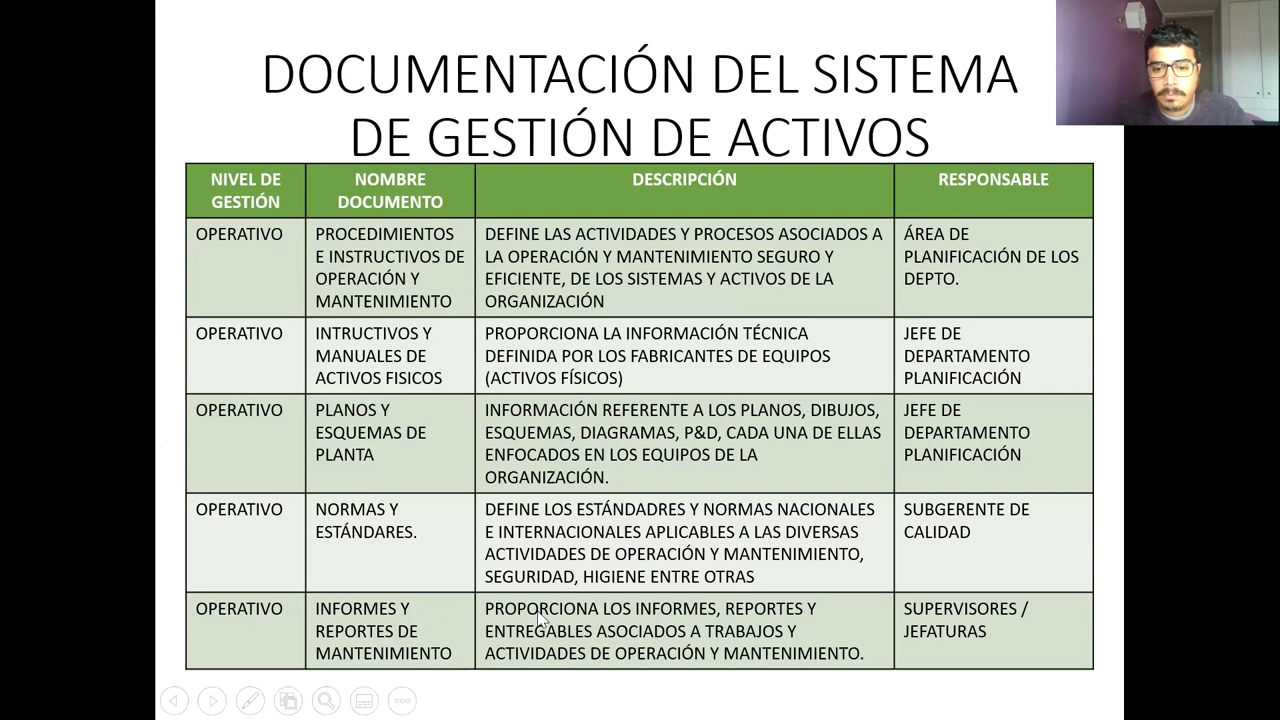 DOCUMENTACIÓN DEL SISTEMA
DE GESTIÓN DE ACTIVOS
NIVEL DE
GESTIÓN
NOMBRE
DOCUMENTO
DESCRIPCIÓN
RESPONSABLE
OPERATIVO
PROCEDIMIENTOS
E INSTRUCTIVOS DE
OPERACIÓN Y
MANTENIMIENTO
DEFINE LAS ACTIVIDADES Y PROCESOS ASOCIADOS A
LA OPERACIÓN Y MANTENIMIENTO SEGURO Y
EFICIENTE, DE LOS SISTEMAS Y ACTIVOS DE LA
ORGANIZACIÓN
ÁREA DE
PLANIFICACIÓN DE LOS
DEPTO.
OPERATIVO
INTRUCTIVOS Y
MANUALES DE
ACTIVOS FISICOS
PROPORCIONA LA INFORMACIÓN TÉCNICA
DEFINIDA POR LOS FABRICANTES DE EQUIPOS
(ACTIVOS FÍSICOS)
JEFE DE
DEPARTAMENTO
PLANIFICACIÓN
OPERATIVO
PLANOS Y
ESQUEMAS DE
PLANTA
INFORMACIÓN REFERENTE A LOS PLANOS, DIBUJOS,
ESQUEMAS, DIAGRAMAS, P&D, CADA UNA DE ELLAS
ENFOCADOS EN LOS EQUIPOS DE LA
ORGANIZACIÓN.
JEFE DE
DEPARTAMENTO
PLANIFICACIÓN
OPERATIVO
NORMAS Y
ESTÁNDARES.
DEFINE LOS ESTÁNDADRES Y NORMAS NACIONALES
E INTERNACIONALES APLICABLES A LAS DIVERSAS
ACTIVIDADES DE OPERACIÓN Y MANTENIMIENTO,
SEGURIDAD, HIGIENE ENTRE OTRAS
SUBGERENTE DE
CALIDAD
OPERATIVO
INFORMES Y
REPORTES DE
MANTENIMIENTO
PROPORCIONA LOS INFORMES, REPORTES Y
ENTREGABLES ASOCIADOS A TRABAJOS Y
ACTIVIDADES DE OPERACIÓN Y MANTENIMIENTO.
SUPERVISORES /
JEFATURAS